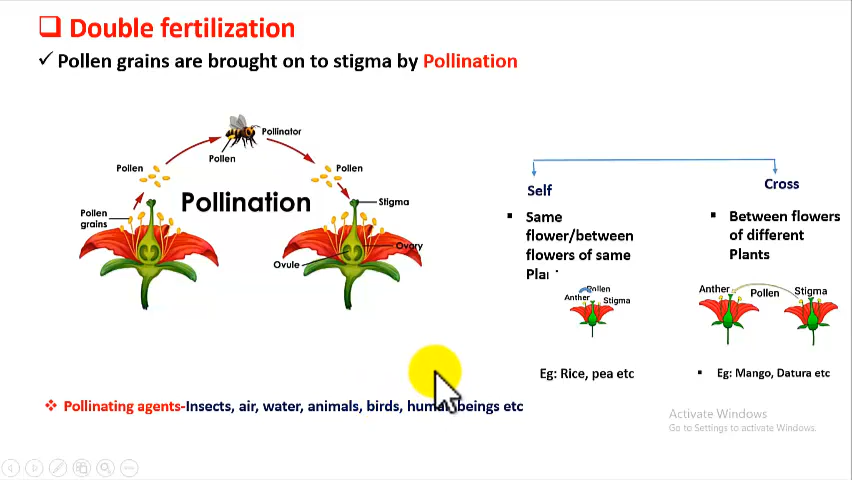 Double fertilization
Pollen grains are brought on to stigma by Pollination
Pollinator
Pollen
Pollen
Pollen
Pollination
Pollen
grains
Stigma
Ovary
Ovule
Self
Same
flower/between
flowers of same
Pollen
Anther
Stigma
Eg: Rice, pea etc
Cross
Between flowers
of different
Plants
Anther
Pollen
Stigma
Eg: Mango, Datura etc
Pollinating agents-Insects, air, water, animals, birds, human beings etc
Activate Windows
Go to Settings to activate Windows.